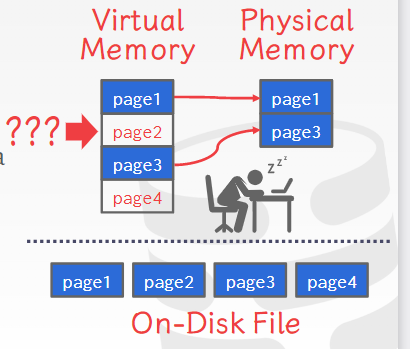 Virtual
Memory
Physical
Memory
page1
page2
page3
page4
???
a
page1
page3
z z z
page1 page2 page3 page4
On-Disk File